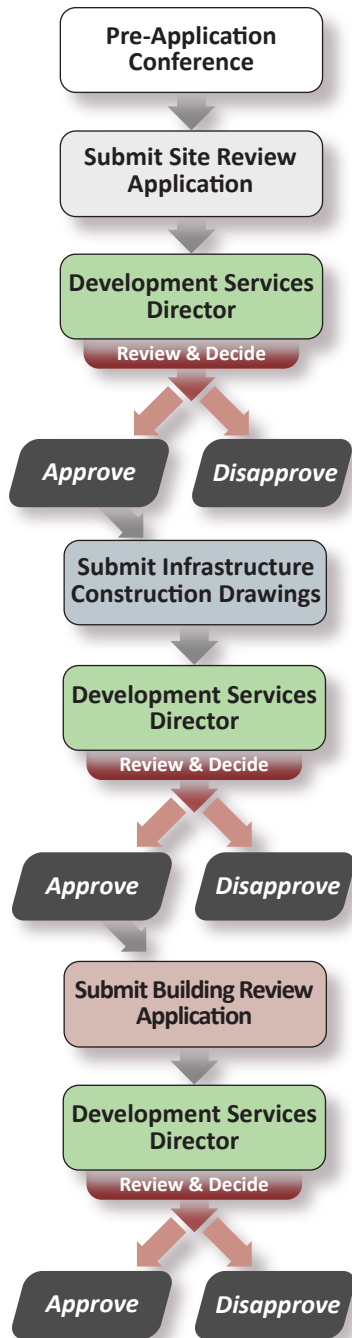 Pre-Application
Conference
Submit Site Review
Application
Development Services
Director
Review & Decide
Approve
Disapprove
Submit Infrastructure
Construction Drawings
Development Services
Director
Review & Decide
Approve
Disapprove
Submit Building Review
Application
Development Services
Director
Review & Decide
Approve
Disapprove